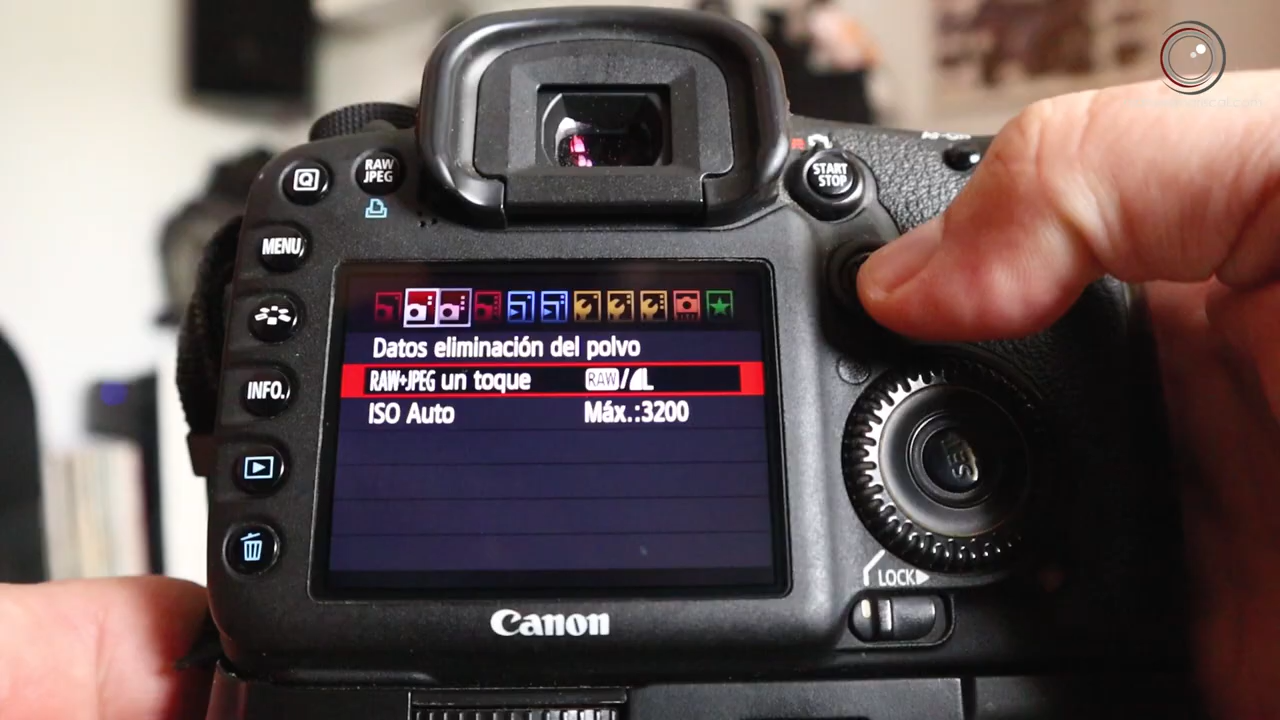 RAW
JPEG
START
STOP
Q
MENU
INFO.
Datos eliminación del polvo
RAW+JPEG un toque RAW/L
ISO Auto Máx.:3200
SET
LOCK
Canon